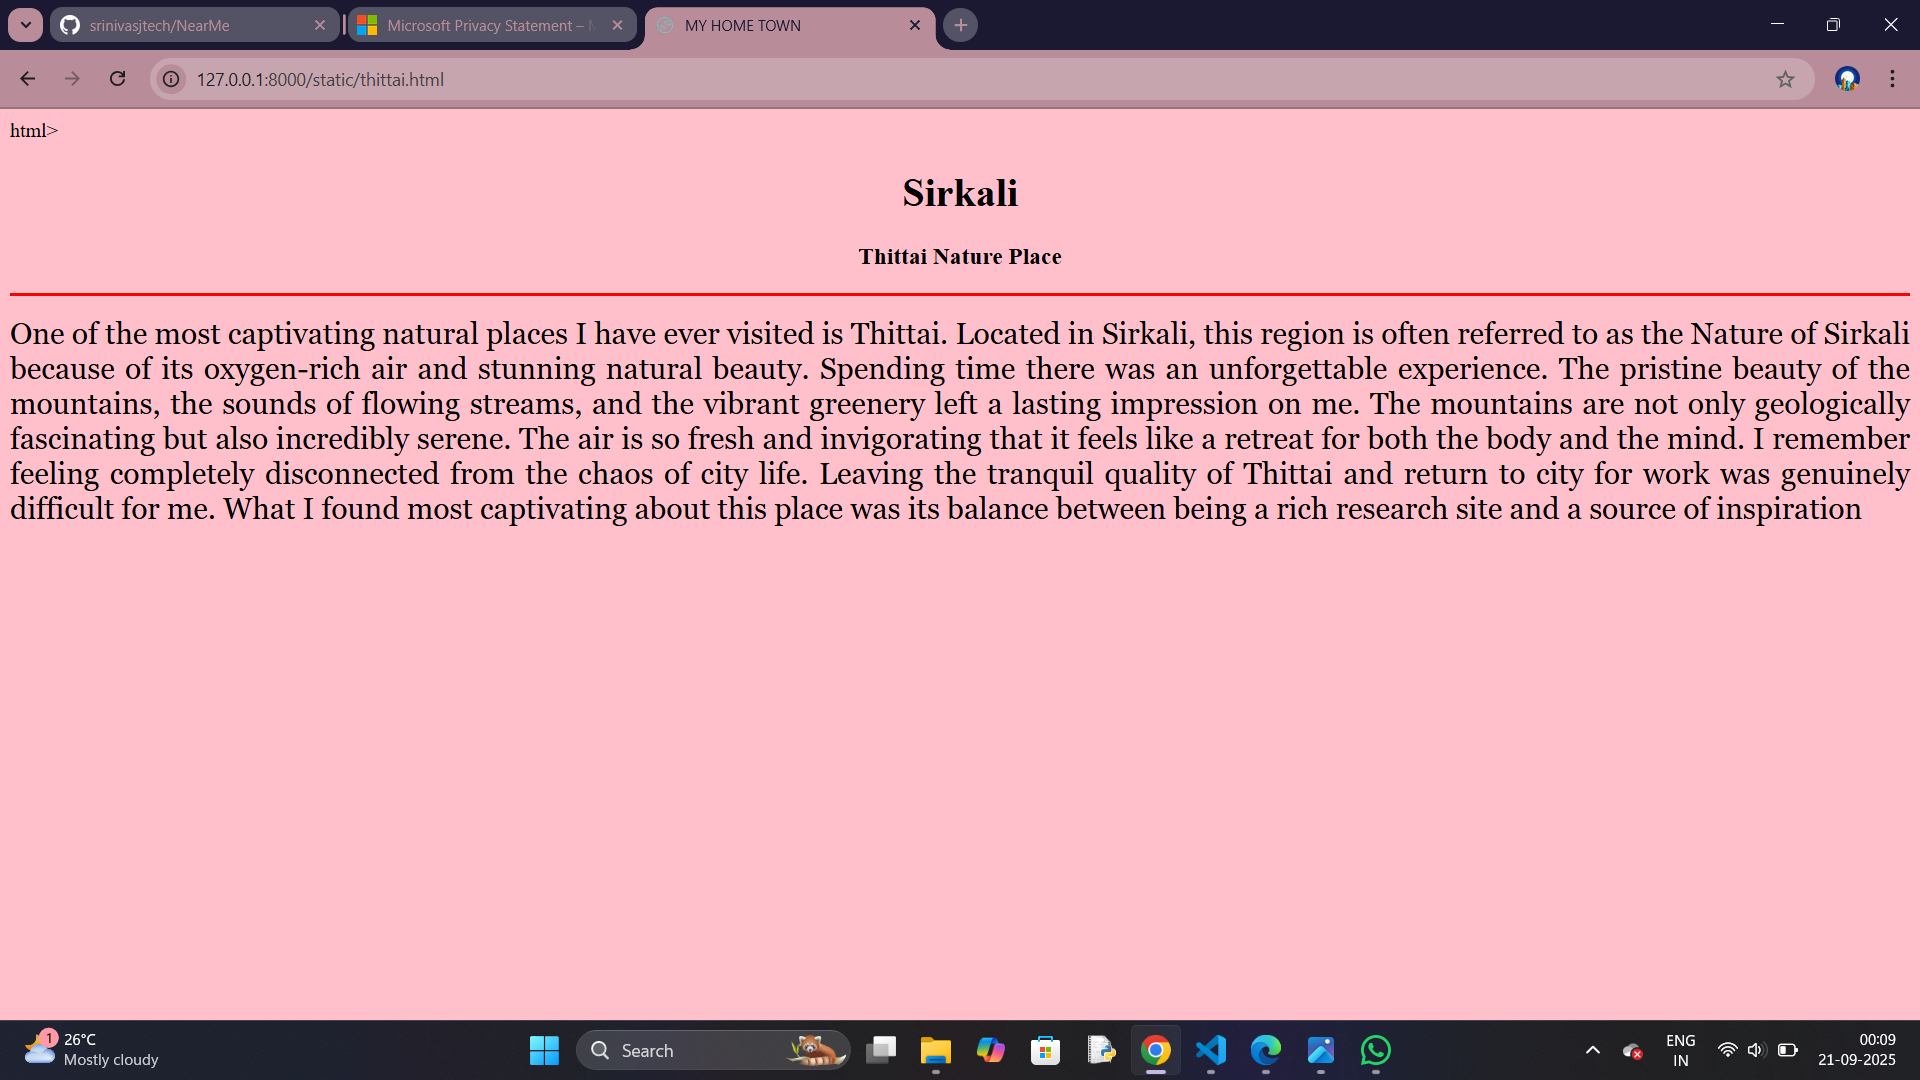 srinivasjtech/NearMe
Microsoft Privacy Statement –
MY HOME TOWN
127.0.0.1:8000/static/thittai.html
html>
Sirkali
Thittai Nature Place
One of the most captivating natural places I have ever visited is Thittai. Located in Sirkali, this region is often referred to as the Nature of Sirkali
because of its oxygen-rich air and stunning natural beauty. Spending time there was an unforgettable experience. The pristine beauty of the
mountains, the sounds of flowing streams, and the vibrant greenery left a lasting impression on me. The mountains are not only geologically
fascinating but also incredibly serene. The air is so fresh and invigorating that it feels like a retreat for both the body and the mind. I remember
feeling completely disconnected from the chaos of city life. Leaving the tranquil quality of Thittai and return to city for work was genuinely
difficult for me. What I found most captivating about this place was its balance between being a rich research site and a source of inspiration
1
26°C
Mostly cloudy
Search
ENG
IN
00:09
21-09-2025